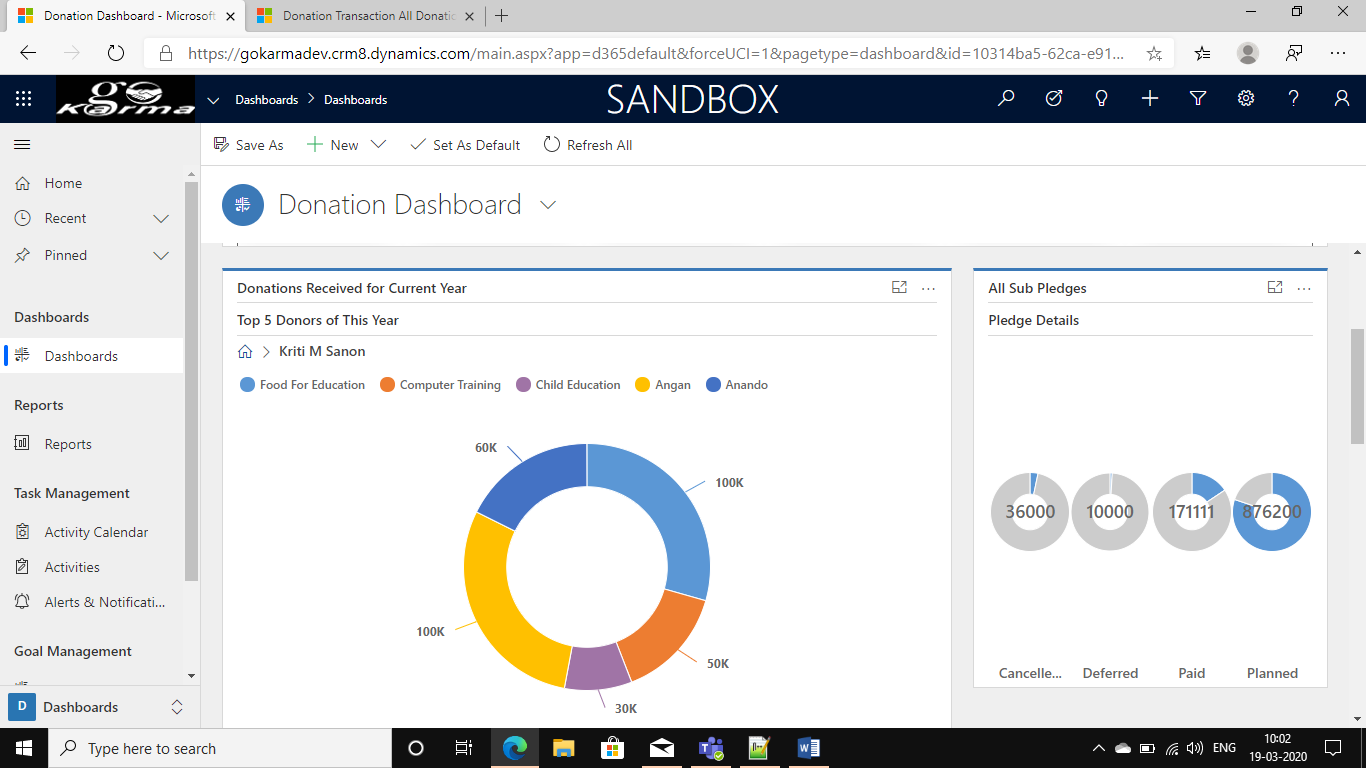 Donation Dashboard - Microsoft
Donation Transaction All Donatic
https://gokarmadev.crm8.dynamics.com/main.aspx?app=d365default&forceUCI=1&pagetype=dashboard&id=10314ba5-62ca-e91...
go karma
Dashboards > Dashboards
SANDBOX
Save As
New
Set As Default
Refresh All
Home
Recent
Pinned
Dashboards
Dashboards
Reports
Reports
Task Management
Activity Calendar
Activities
Alerts & Notificati...
Goal Management
D Dashboards
Donation Dashboard
Donations Received for Current Year
Top 5 Donors of This Year
Kriti M Sanon
Food For Education Computer Training Child Education Angan Anando
60K
100K
100K
50K
30K
All Sub Pledges
Pledge Details
36000 10000 171111 876200
Cancelle... Deferred Paid Planned
Type here to search
ENG
10:02
19-03-2020